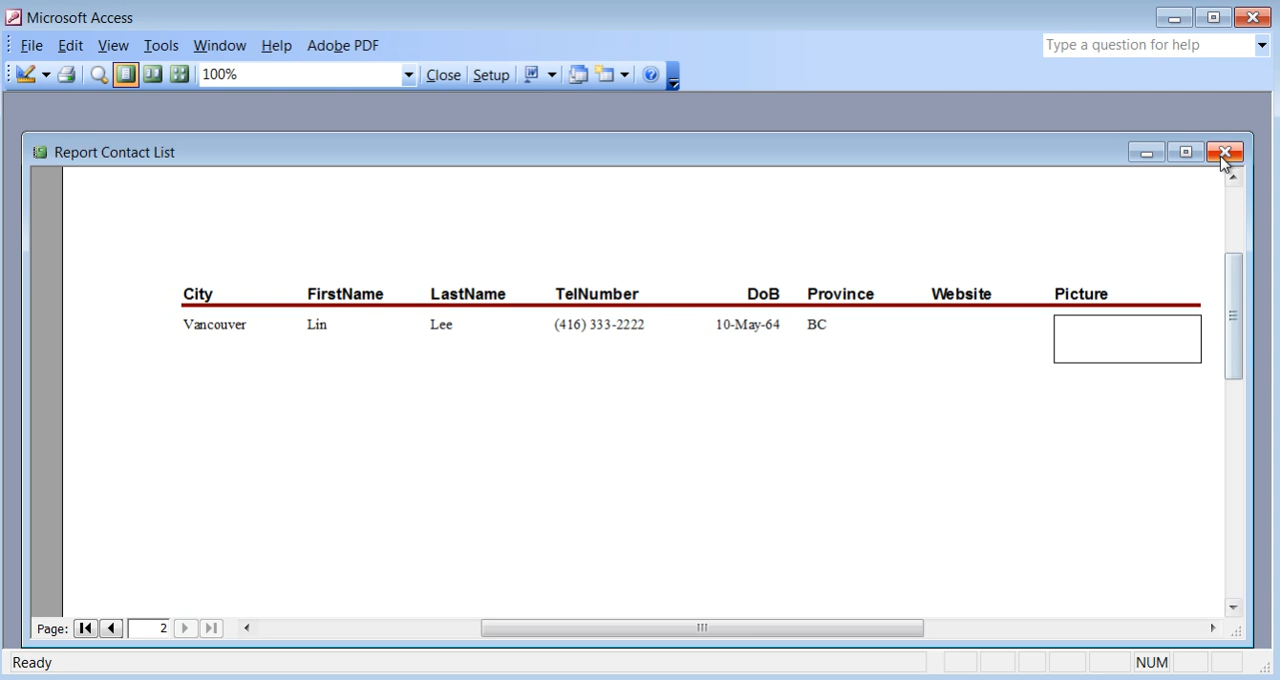 Microsoft Access
File Edit View Tools Window Help Adobe PDF Type a question for help
100% Close Setup
Report Contact List
City FirstName LastName TelNumber DoB Province Website Picture
Vancouver Lin Lee (416) 333-2222 10-May-64 BC
Page: 2
Ready NUM